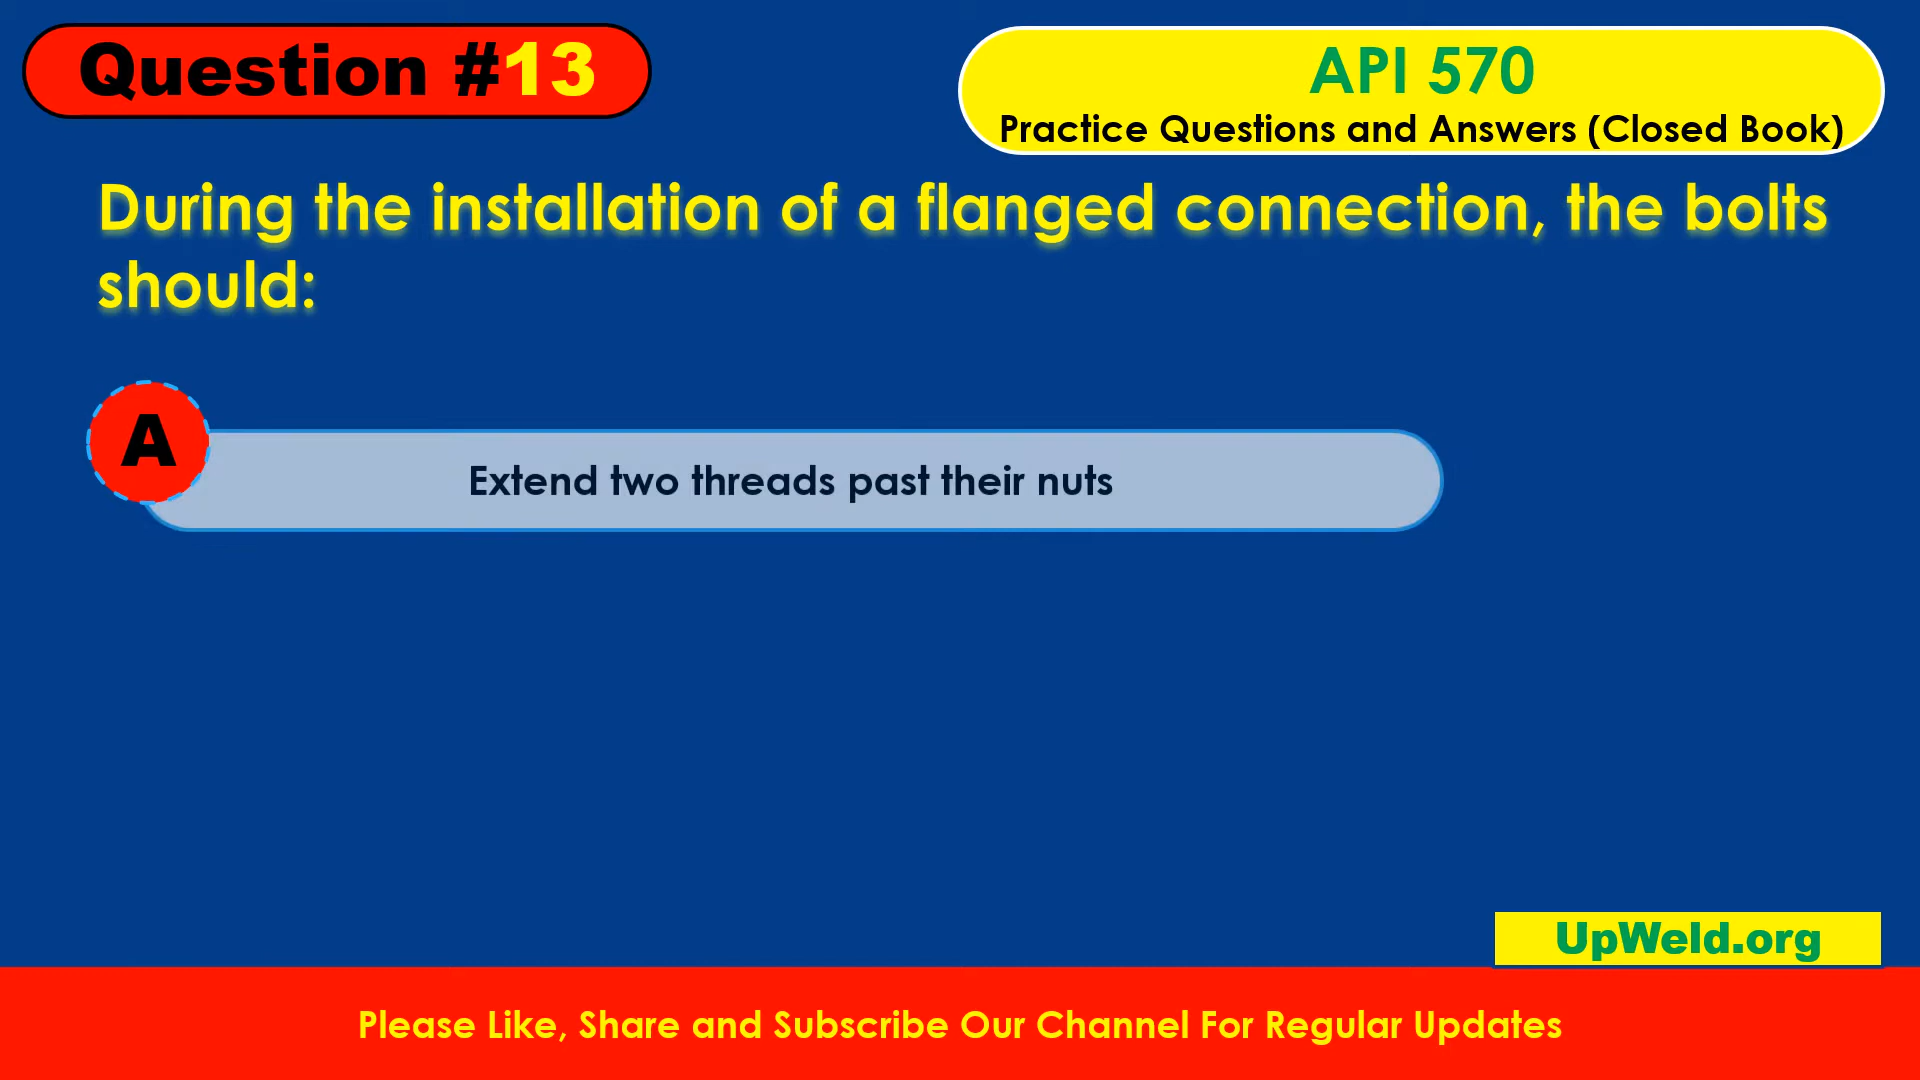 Question #13
API 570
Practice Questions and Answers (Closed Book)
During the installation of a flanged connection, the bolts
should:
A
Extend two threads past their nuts
UpWeld.org
Please Like, Share and Subscribe Our Channel For Regular Updates